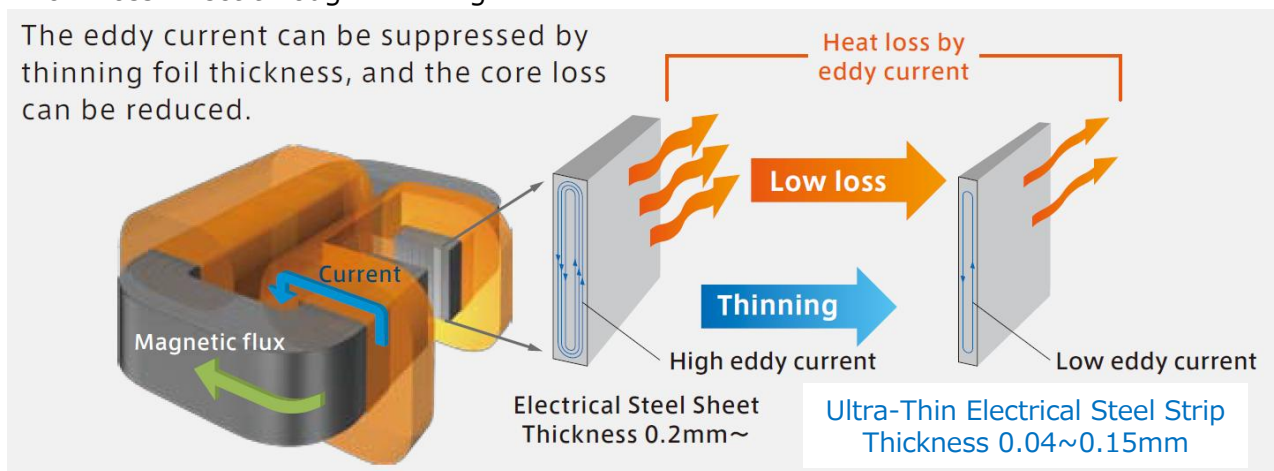 The eddy current can be suppressed by
thinning foil thickness, and the core loss
can be reduced.
Heat loss by
eddy current
Low loss
Current
Thinning
Magnetic flux
High eddy current
Low eddy current
Electrical Steel Sheet
Thickness 0.2mm~
Ultra-Thin Electrical Steel Strip
Thickness 0.04~0.15mm